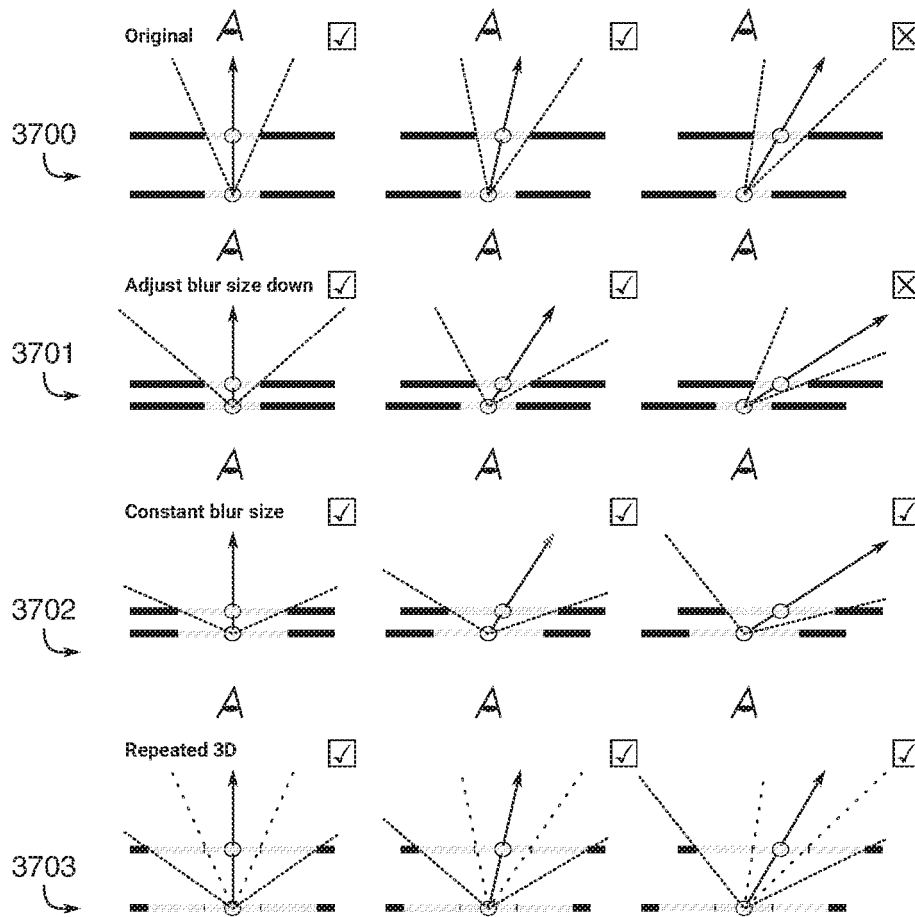 Original
3700
Adjust blur size down
3701
Constant blur size
3702
Repeated 3D
3703